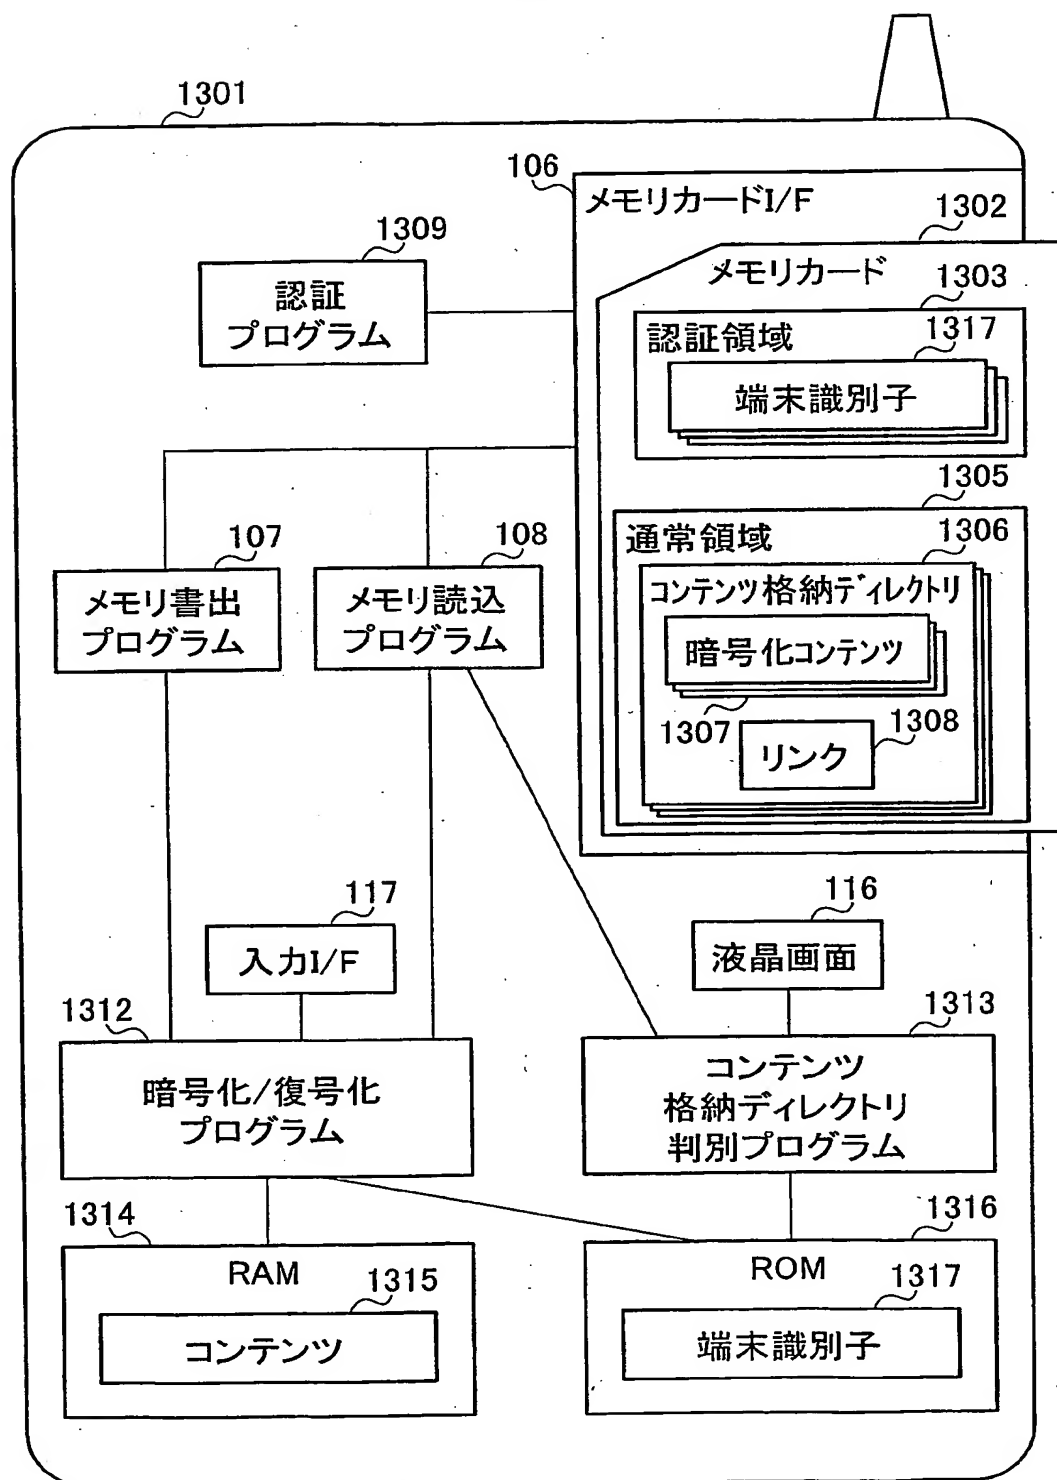 1301
106
メモリカードI/F
1302
メモリカード
1303
認証領域
1317
端末識別子
1309
認証
プログラム
1305
通常領域
1306
コンテンツ格納ディレクトリ
暗号化コンテンツ
1307
1308
リンク
107
メモリ書出
プログラム
108
メモリ読込
プログラム
117
入力I/F
116
液晶画面
1312
暗号化/復号化
プログラム
1313
コンテンツ
格納ディレクトリ
判別プログラム
1314
RAM
1315
コンテンツ
1316
ROM
1317
端末識別子